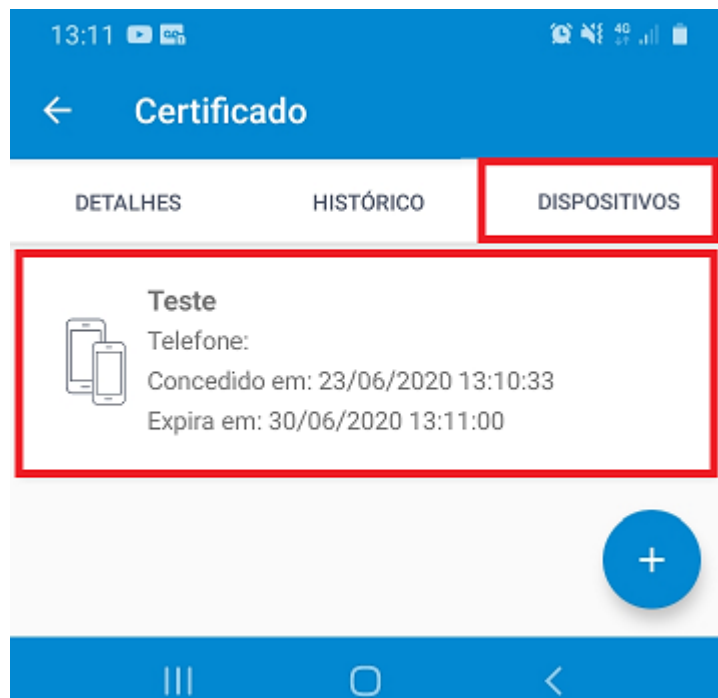 13:11
4G
Certificado
DETALHES HISTÓRICO DISPOSITIVOS
Teste
Telefone:
Concedido em: 23/06/2020 13:10:33
Expira em: 30/06/2020 13:11:00
+